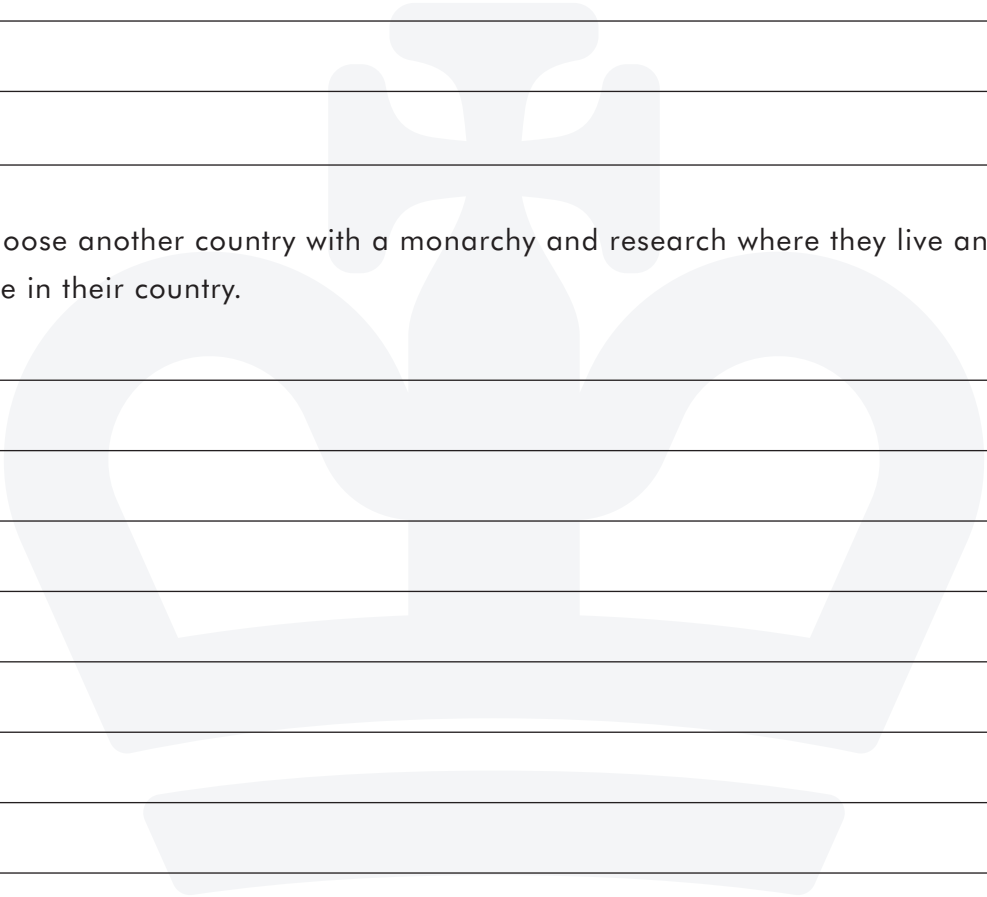 oose another country with a monarchy and research where they live an
e in their country.